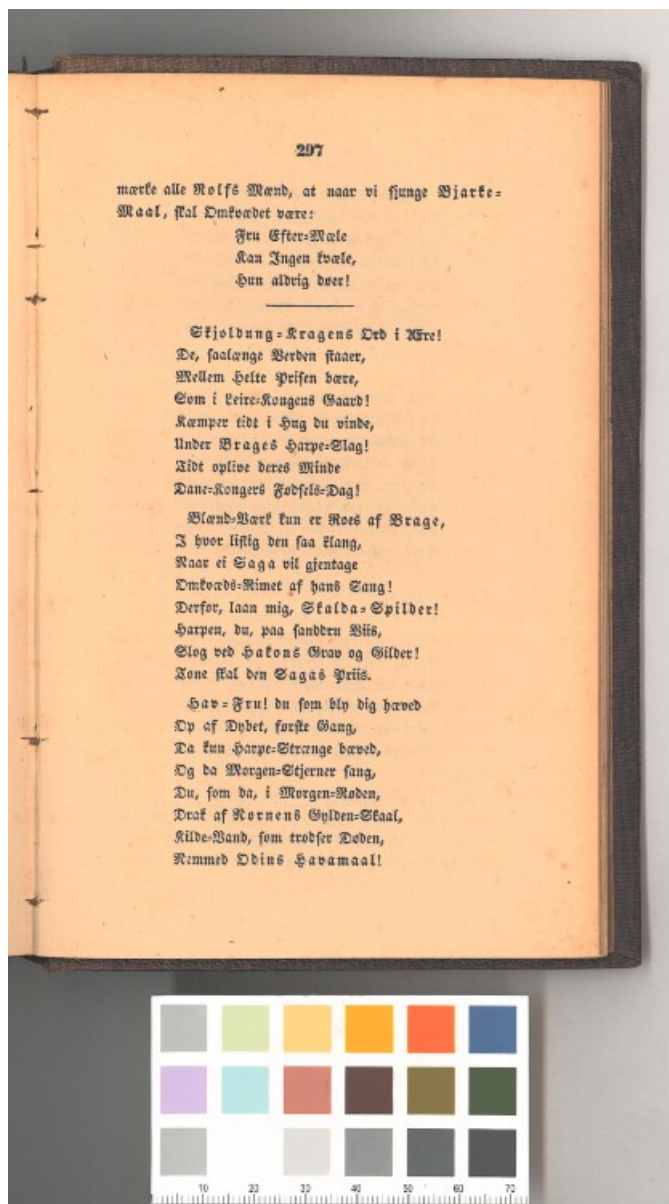 297
mærke alle Rolfs Mænd, at naar vi sjunge Bjarke-
Maal, skal Omkvædet være:
Fru Efter-Mæle
Kan Ingen kvæle,
Hun aldrig døer!
Skjoldung-Kragens Ord i Ære!
De, saalænge Verden staaer,
Mellem Helte Prisen bære,
Som i Leire-Kongens Gaard!
Kæmper tidt i Hug du vinde,
Under Brages Harpe-Slag!
Tidt oplive deres Minde
Dane-Kongers Fødsels-Dag!
Blænd-Værk kun er Roes af Brage,
I hvor listig den saa klang,
Naar ei Saga vil gjentage
Omkvæds-Rimet af hans Sang!
Derfor, laan mig, Skalda-Spilder!
Harpen, du, paa sanddru Viis,
Slog ved Hakons Grav og Gilder!
Tone skal den Sagas Priis.
Hav-Fru! du som bly dig hæved
Op af Dybet, første Gang,
Da kun Harpe-Strænge bæved,
Og da Morgen-Stjerner sang,
Du, som da, i Morgen-Røden,
Drak af Nornens Gylden-Skaal,
Kilde-Vand, som trodser Døden,
Nemmed Odins Havamaal!
10 20 30 40 50 60 70